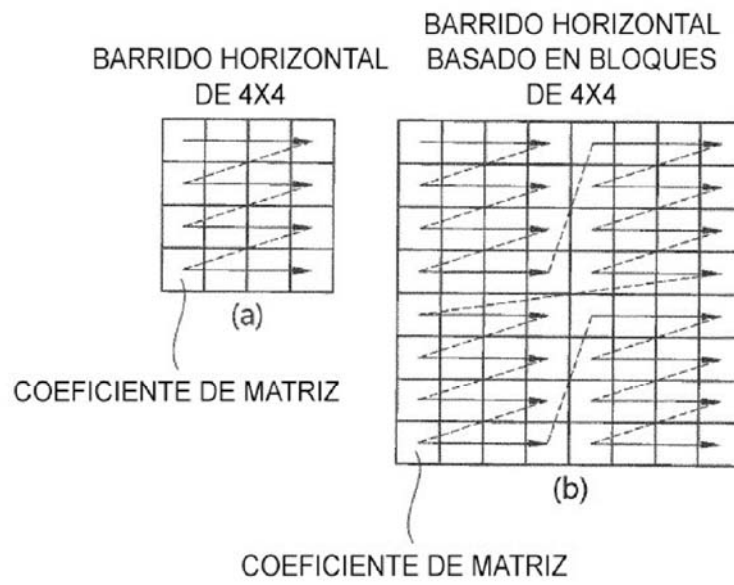 BARRIDO HORIZONTAL
DE 4X4
BARRIDO HORIZONTAL
BASADO EN BLOQUES
DE 4X4
(a)
COEFICIENTE DE MATRIZ
(b)
COEFICIENTE DE MATRIZ